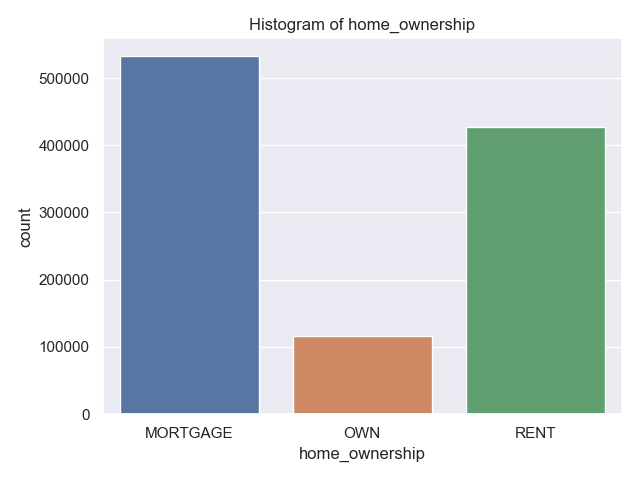 Histogram of home_ownership
500000
400000
300000
200000
100000
0
count
MORTGAGE
OWN
RENT
home_ownership